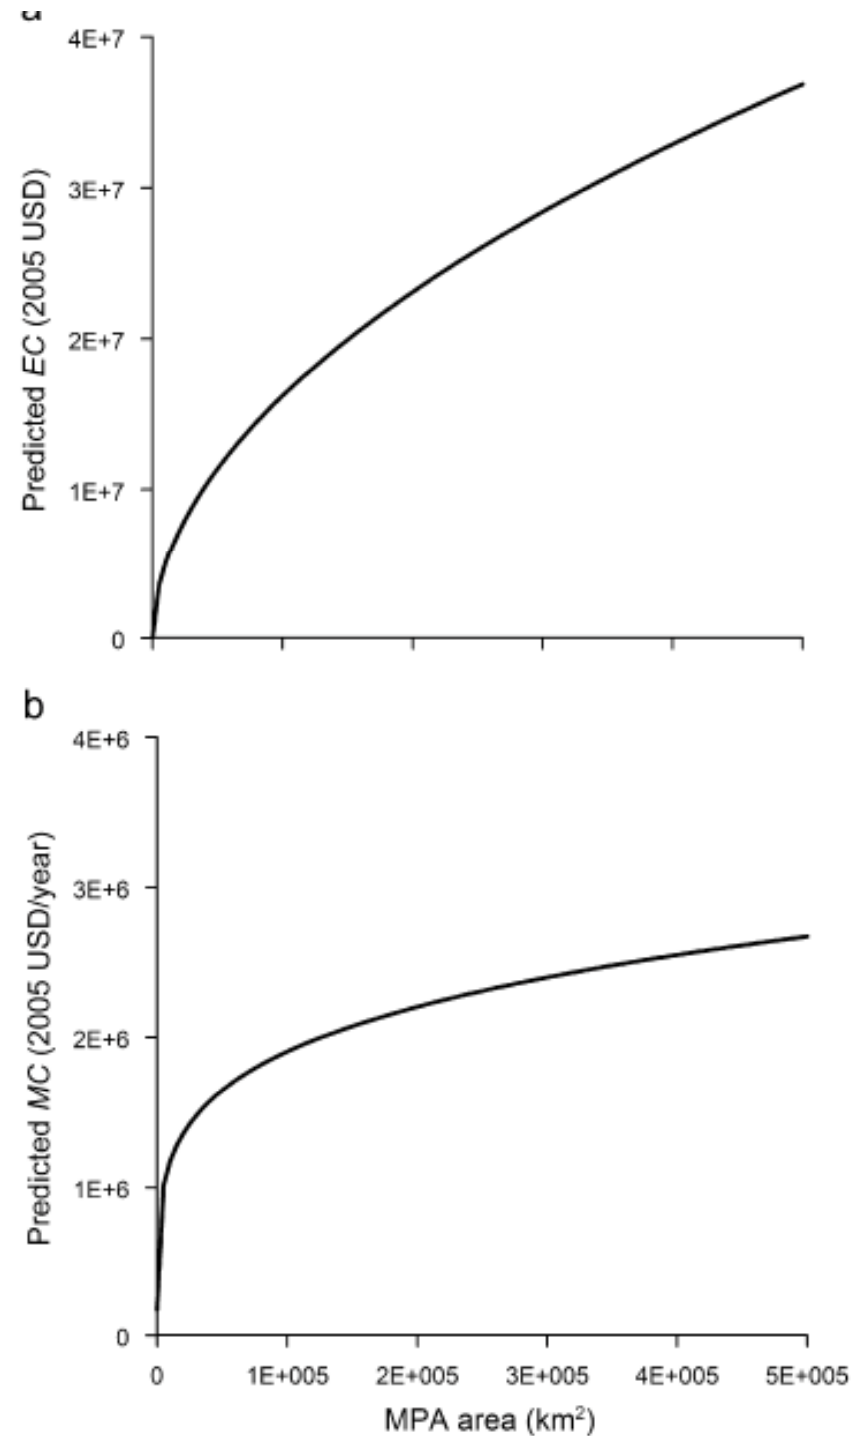 4E+7
3E+7
2E+7
1E+7
0
Predicted EC (2005 USD)
b
4E+6
3E+6
2E+6
1E+6
0
Predicted MC (2005 USD/year)
0 1E+005 2E+005 3E+005 4E+005 5E+005
MPA area (km²)